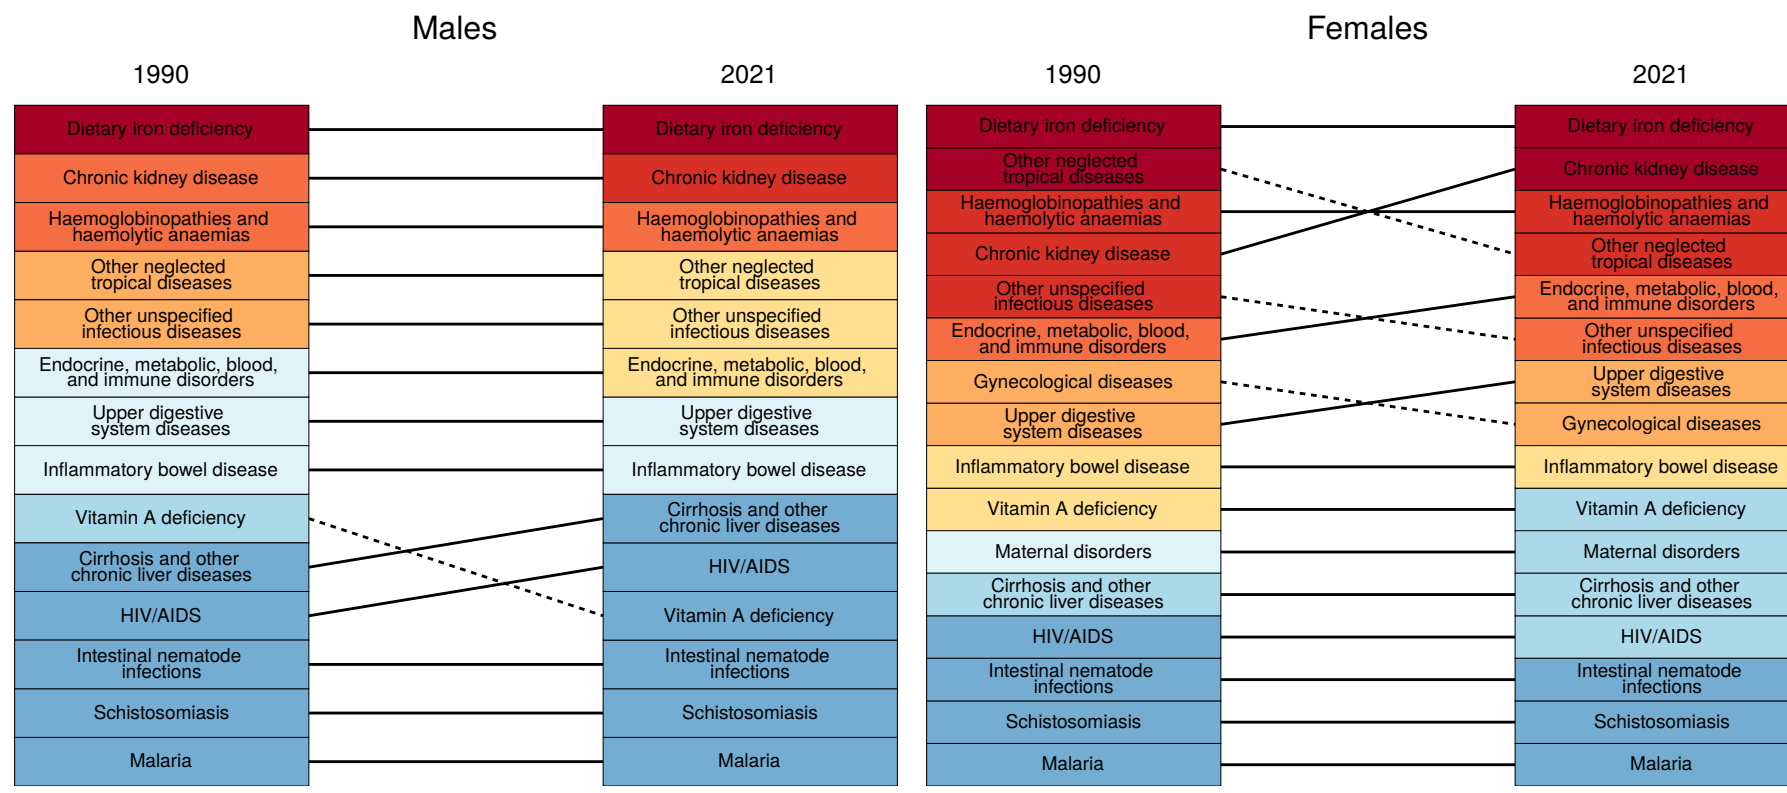 Males
1990
2021
Dietary iron deficiency
Chronic kidney disease
Haemoglobinopathies and
haemolytic anaemias
Other neglected
tropical diseases
Other unspecified
infectious diseases
Endocrine, metabolic, blood,
and immune disorders
Upper digestive
system diseases
Inflammatory bowel disease
Vitamin A deficiency
Cirrhosis and other
chronic liver diseases
HIV/AIDS
Intestinal nematode
infections
Schistosomiasis
Malaria
Dietary iron deficiency
Chronic kidney disease
Haemoglobinopathies and
haemolytic anaemias
Other neglected
tropical diseases
Other unspecified
infectious diseases
Endocrine, metabolic, blood,
and immune disorders
Upper digestive
system diseases
Inflammatory bowel disease
Cirrhosis and other
chronic liver diseases
HIV/AIDS
Vitamin A deficiency
Intestinal nematode
infections
Schistosomiasis
Malaria
Females
1990
2021
Dietary iron deficiency
Other neglected
tropical diseases
Haemoglobinopathies and
haemolytic anaemias
Chronic kidney disease
Other unspecified
infectious diseases
Endocrine, metabolic, blood,
and immune disorders
Gynecological diseases
Upper digestive
system diseases
Inflammatory bowel disease
Vitamin A deficiency
Maternal disorders
Cirrhosis and other
chronic liver diseases
HIV/AIDS
Intestinal nematode
infections
Schistosomiasis
Malaria
Dietary iron deficiency
Chronic kidney disease
Haemoglobinopathies and
haemolytic anaemias
Other neglected
tropical diseases
Endocrine, metabolic, blood,
and immune disorders
Other unspecified
infectious diseases
Upper digestive
system diseases
Gynecological diseases
Inflammatory bowel disease
Vitamin A deficiency
Maternal disorders
Cirrhosis and other
chronic liver diseases
HIV/AIDS
Intestinal nematode
infections
Schistosomiasis
Malaria